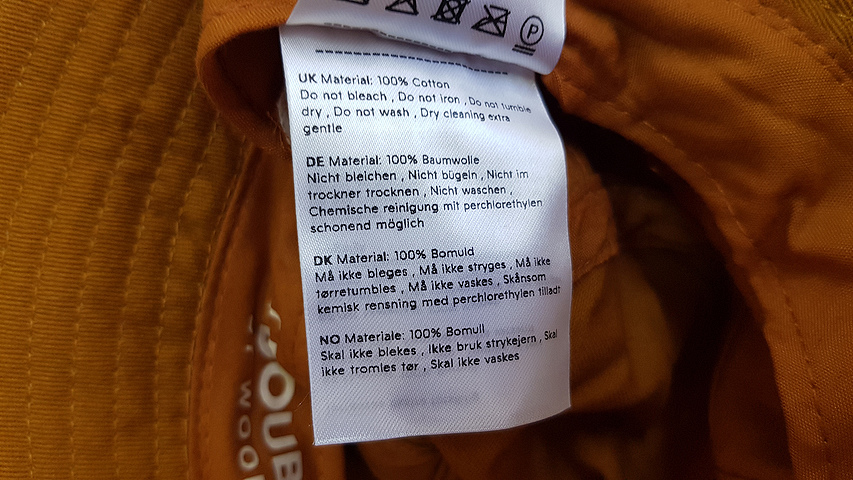 P
UK Material: 100% Cotton
Do not bleach , Do not iron , Do not tumble
dry , Do not wash , Dry cleaning extra
gentle
DE Material: 100% Baumwolle
Nicht bleichen , Nicht bügeln , Nicht im
trockner trocknen , Nicht waschen ,
Chemische reinigung mit perchlorethylen
schonend möglich
DK Material: 100% Bomuld
Må ikke bleges , Må ikke stryges , Må ikke
tørretumbles , Må ikke vaskes , Skånsom
kemisk rensning med perchlorethylen tilladt
NO Materiale: 100% Bomull
Skal ikke blekes , Ikke bruk strykejern , Skal
ikke tromles tør , Skal ikke vaskes
OUB
WOO